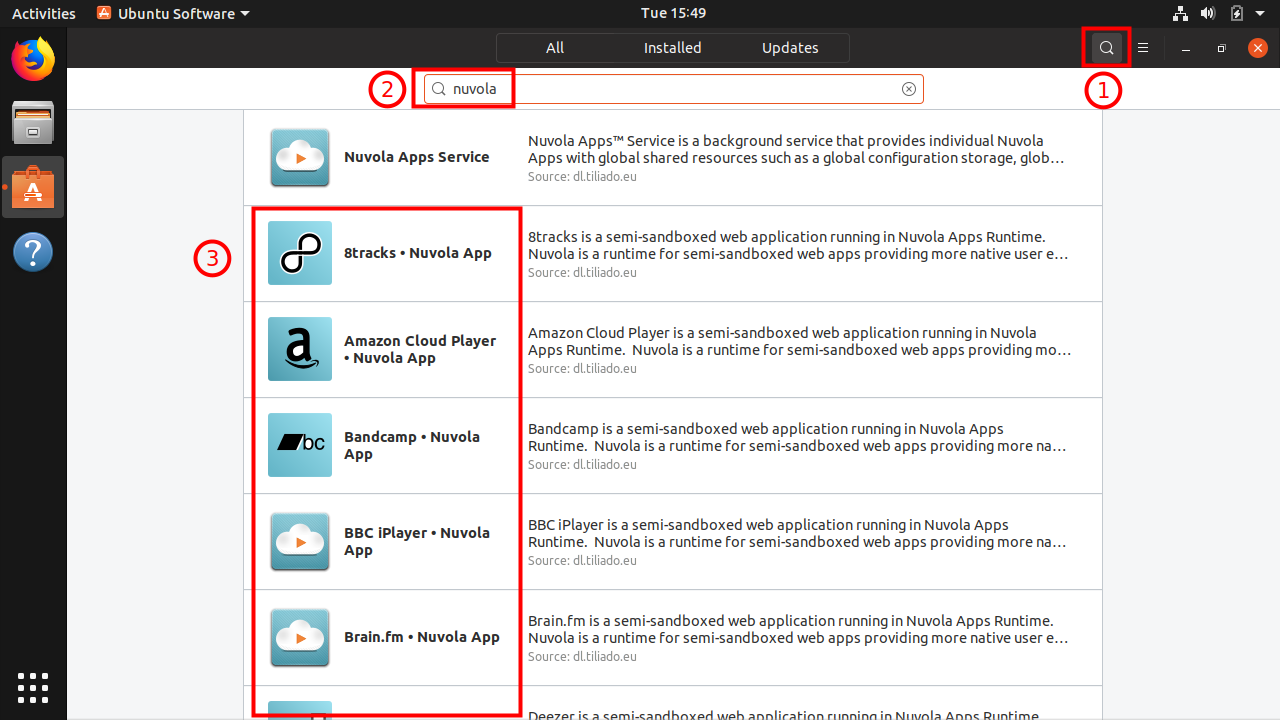 Activities Ubuntu Software Tue 15:49
All Installed Updates
1
2
nuvola
Nuvola Apps Service
Nuvola Apps™ Service is a background service that provides individual Nuvola
Apps with global shared resources such as a global configuration storage, glob…
Source: dl.tiliado.eu
3
8tracks • Nuvola App
8tracks is a semi-sandboxed web application running in Nuvola Apps Runtime.
Nuvola is a runtime for semi-sandboxed web apps providing more native user e…
Source: dl.tiliado.eu
Amazon Cloud Player
• Nuvola App
Amazon Cloud Player is a semi-sandboxed web application running in Nuvola
Apps Runtime.  Nuvola is a runtime for semi-sandboxed web apps providing mo…
Source: dl.tiliado.eu
bc
Bandcamp • Nuvola
App
Bandcamp is a semi-sandboxed web application running in Nuvola Apps
Runtime.  Nuvola is a runtime for semi-sandboxed web apps providing more na…
Source: dl.tiliado.eu
BBC iPlayer • Nuvola
App
BBC iPlayer is a semi-sandboxed web application running in Nuvola Apps
Runtime.  Nuvola is a runtime for semi-sandboxed web apps providing more na…
Source: dl.tiliado.eu
Brain.fm • Nuvola App
Brain.fm is a semi-sandboxed web application running in Nuvola Apps Runtime.
Nuvola is a runtime for semi-sandboxed web apps providing more native user e…
Source: dl.tiliado.eu
Deezer is a semi-sandboxed web application running in Nuvola Apps Runtime.